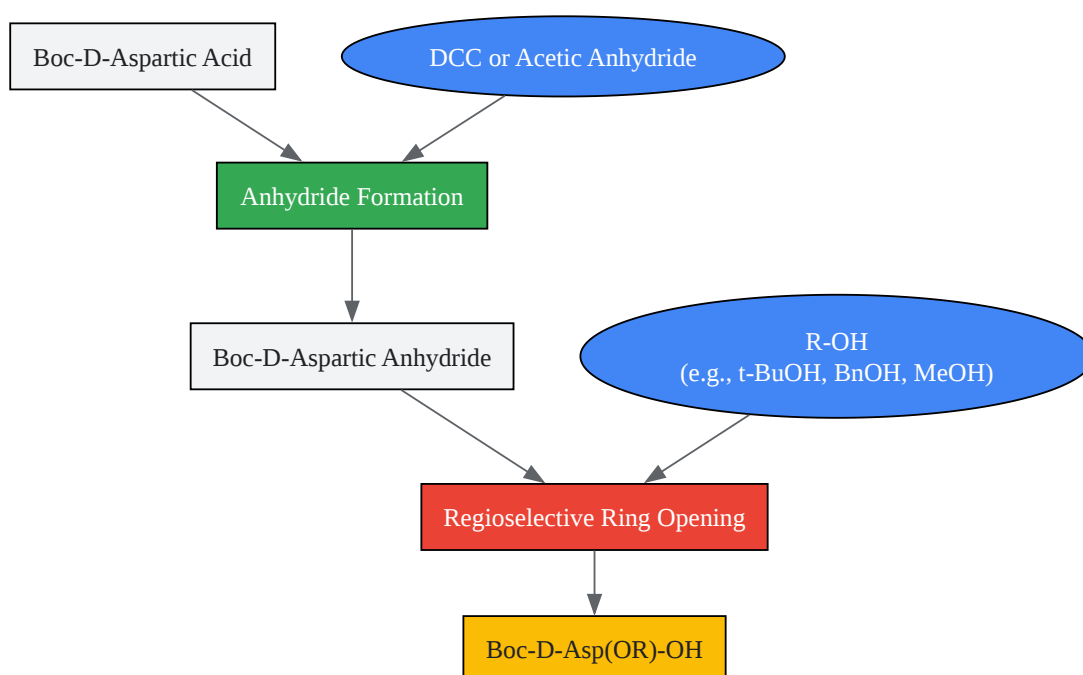 Boc-D-Aspartic Acid
DCC or Acetic Anhydride
Anhydride Formation
Boc-D-Aspartic Anhydride
R-OH
(e.g., t-BuOH, BnOH, MeOH)
Regioselective Ring Opening
Boc-D-Asp(OR)-OH